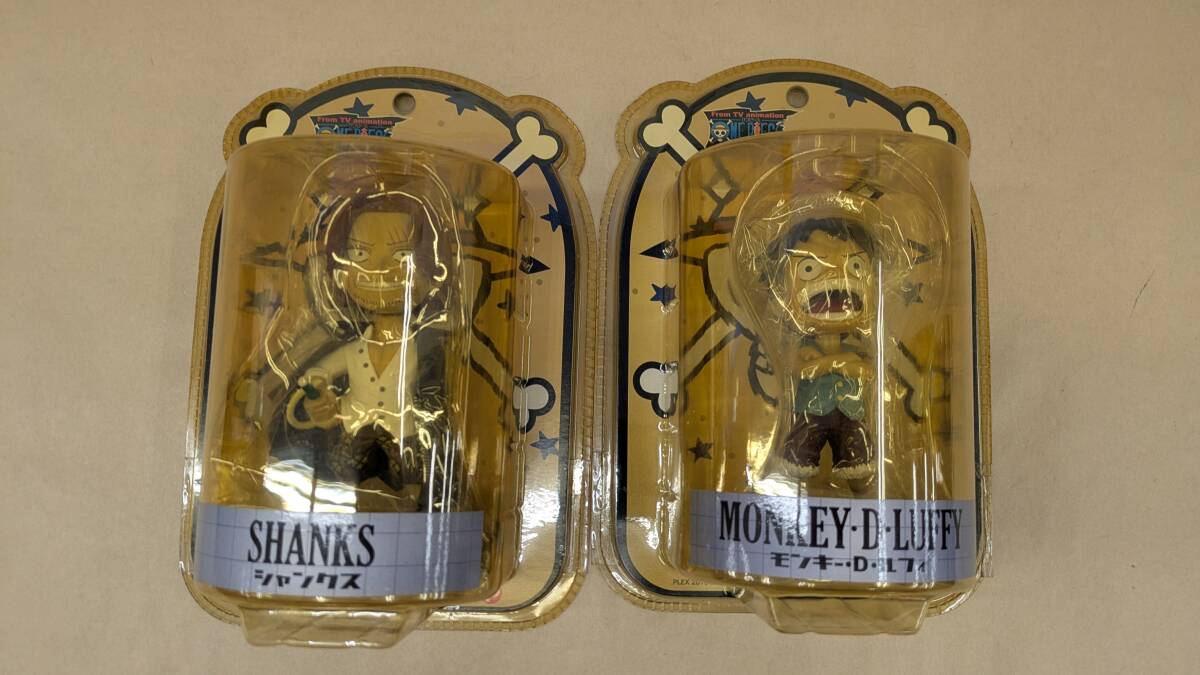 From TV animation
ONE PIECE
SHANKS
シャンクス
From TV animation
ONE PIECE
MONKEY・D・LUFFY
モンキー・D・ルフィ
PLEX